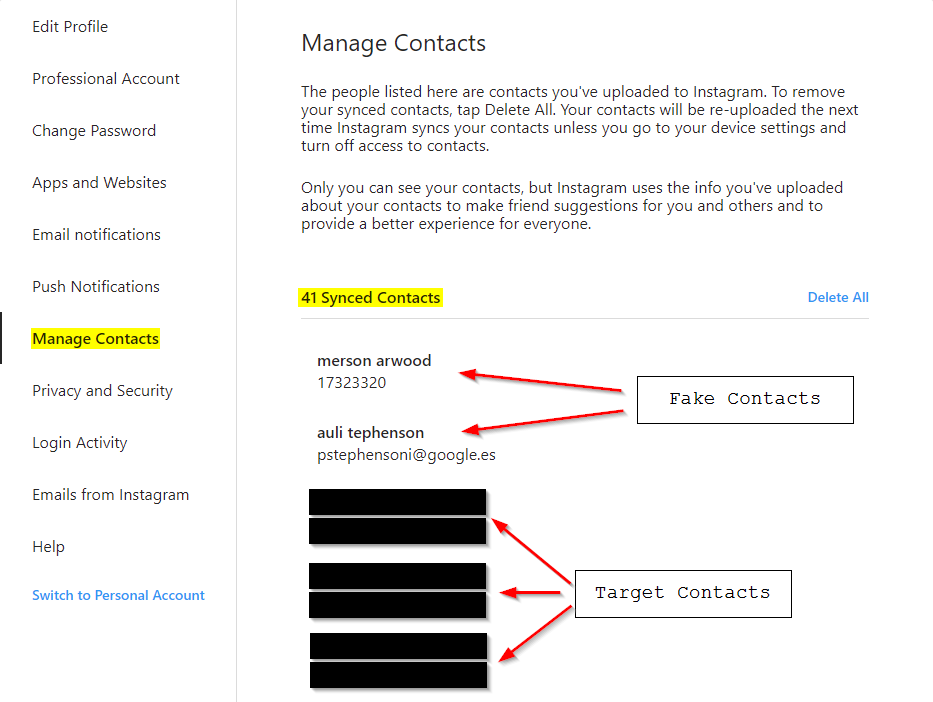 Edit Profile
Professional Account
Change Password
Apps and Websites
Email notifications
Push Notifications
Manage Contacts
Privacy and Security
Login Activity
Emails from Instagram
Help
Switch to Personal Account
Manage Contacts
The people listed here are contacts you've uploaded to Instagram. To remove
your synced contacts, tap Delete All. Your contacts will be re-uploaded the next
time Instagram syncs your contacts unless you go to your device settings and
turn off access to contacts.
Only you can see your contacts, but Instagram uses the info you've uploaded
about your contacts to make friend suggestions for you and others and to
provide a better experience for everyone.
41 Synced Contacts
Delete All
merson arwood
17323320
Fake Contacts
auli tephenson
pstephensoni@google.es
Target Contacts